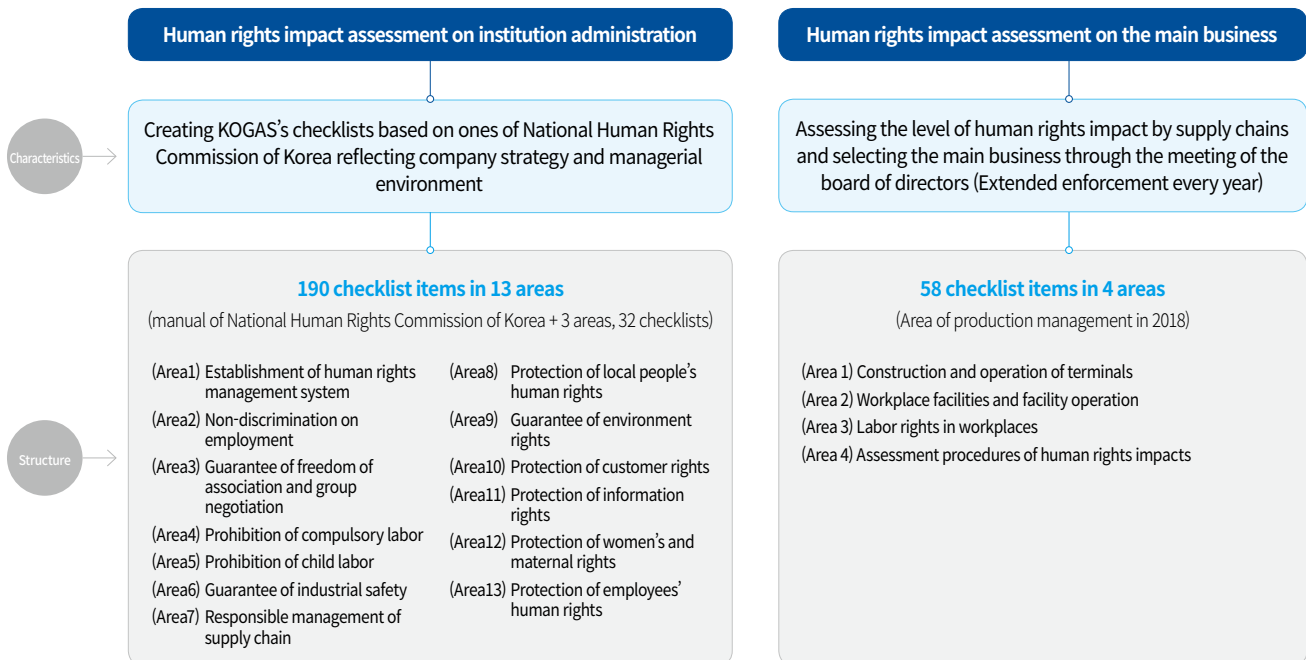 Human rights impact assessment on institution administration
Human rights impact assessment on the main business
Characteristics
Creating KOGAS's checklists based on ones of National Human Rights
Commission of Korea reflecting company strategy and managerial
environment
Assessing the level of human rights impact by supply chains
and selecting the main business through the meeting of the
board of directors (Extended enforcement every year)
Structure
190 checklist items in 13 areas
(manual of National Human Rights Commission of Korea + 3 areas, 32 checklists)
(Area1) Establishment of human rights
management system
(Area2) Non-discrimination on
employment
(Area3) Guarantee of freedom of
association and group
negotiation
(Area4) Prohibition of compulsory labor
(Area5) Prohibition of child labor
(Area6) Guarantee of industrial safety
(Area7) Responsible management of
supply chain
(Area8) Protection of local people's
human rights
(Area9) Guarantee of environment
rights
(Area10) Protection of customer rights
(Area11) Protection of information
rights
(Area12) Protection of women's and
maternal rights
(Area13) Protection of employees'
human rights
58 checklist items in 4 areas
(Area of production management in 2018)
(Area 1) Construction and operation of terminals
(Area 2) Workplace facilities and facility operation
(Area 3) Labor rights in workplaces
(Area 4) Assessment procedures of human rights impacts